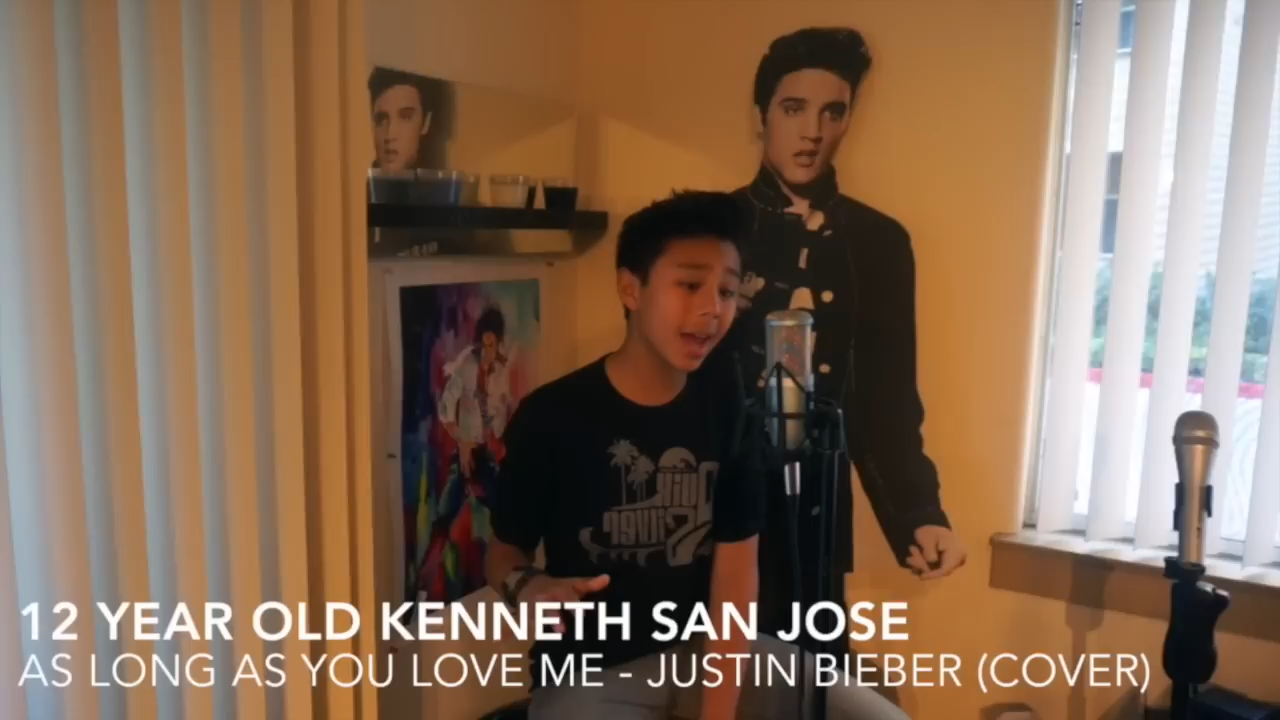 12 YEAR OLD KENNETH SAN JOSE
AS LONG AS YOU LOVE ME - JUSTIN BIEBER (COVER)